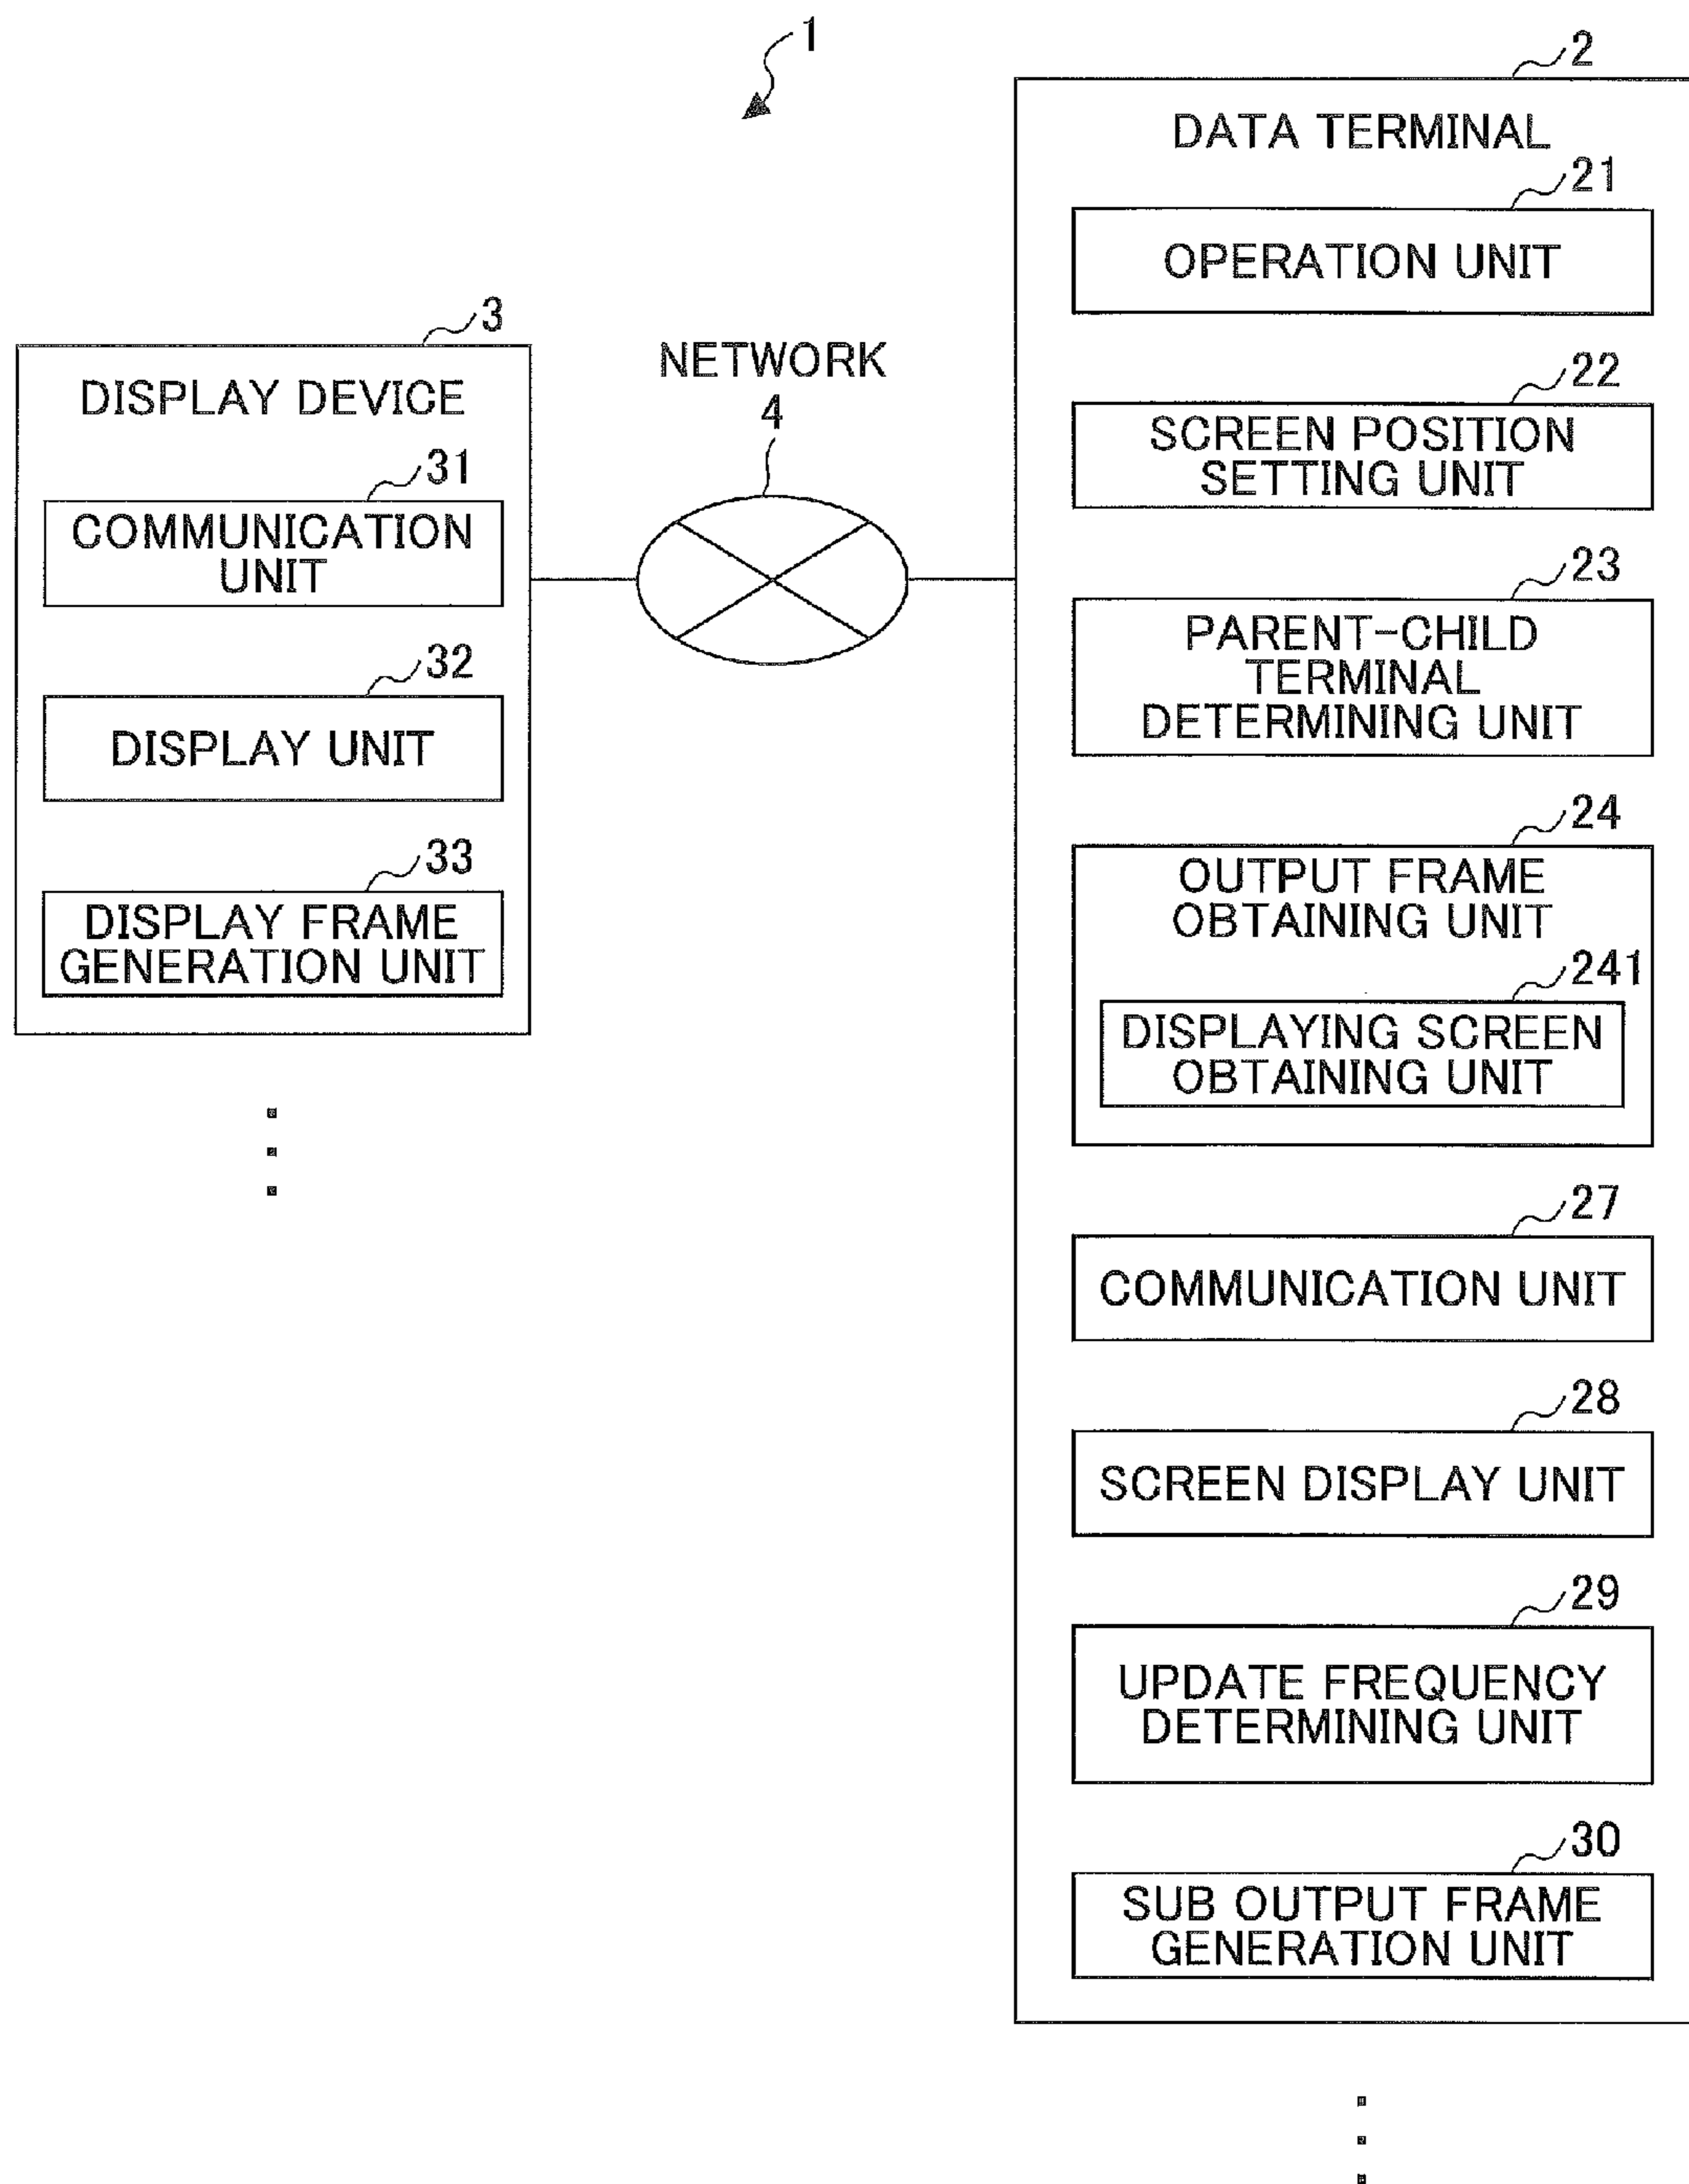 1
3
DISPLAY DEVICE
31
COMMUNICATION
UNIT
32
DISPLAY UNIT
33
DISPLAY FRAME
GENERATION UNIT
NETWORK
4
2
DATA TERMINAL
21
OPERATION UNIT
22
SCREEN POSITION
SETTING UNIT
23
PARENT-CHILD
TERMINAL
DETERMINING UNIT
24
OUTPUT FRAME
OBTAINING UNIT
241
DISPLAYING SCREEN
OBTAINING UNIT
27
COMMUNICATION UNIT
28
SCREEN DISPLAY UNIT
29
UPDATE FREQUENCY
DETERMINING UNIT
30
SUB OUTPUT FRAME
GENERATION UNIT